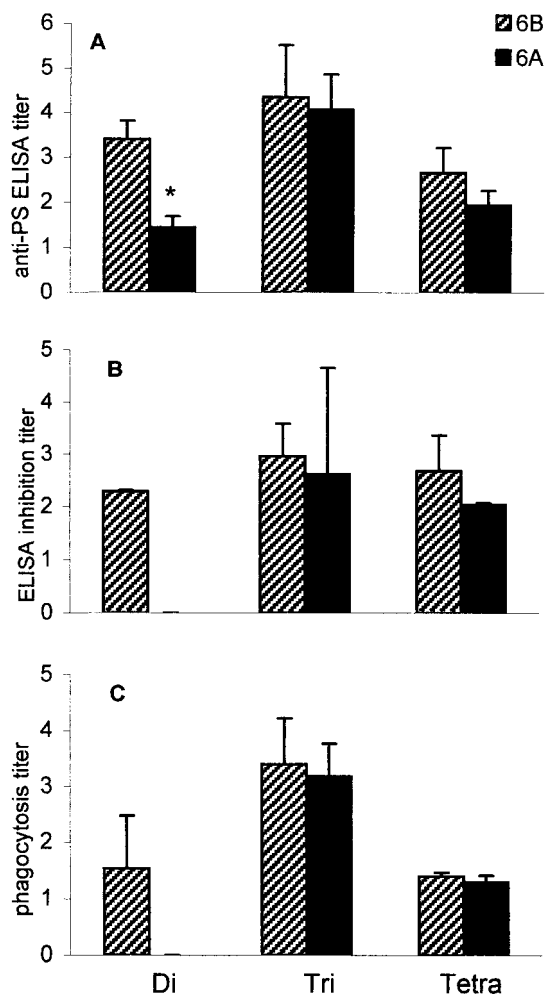 6B
6A
A
anti-PS ELISA titer
6
5
4
3
2
1
0
*
B
ELISA inhibition titer
5
4
3
2
1
0
C
phagocytosis titer
5
4
3
2
1
0
Di Tri Tetra